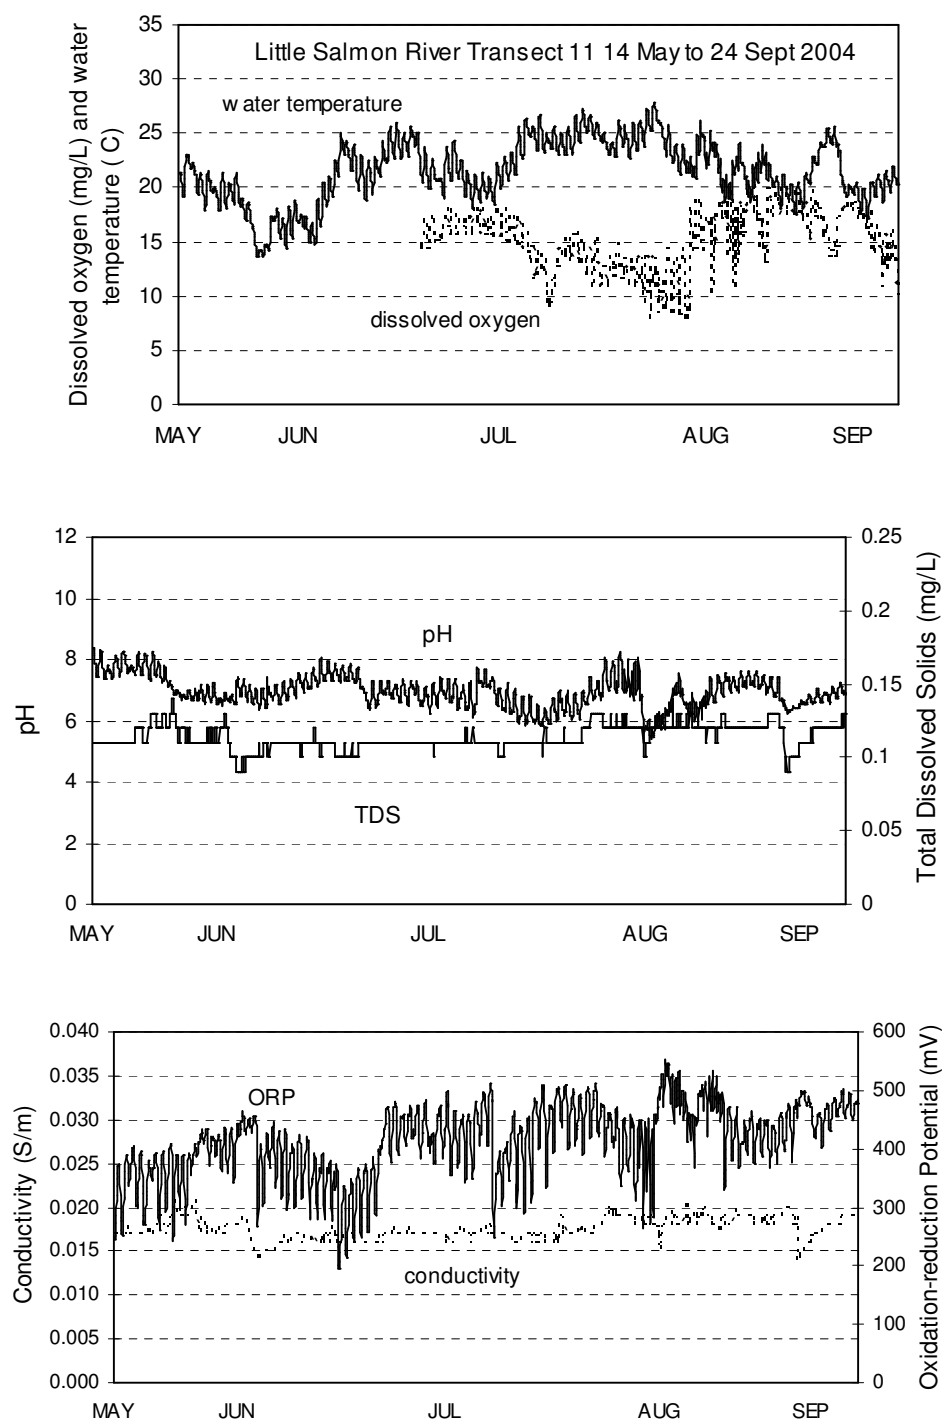 Little Salmon River Transect 11 14 May to 24 Sept 2004
Dissolved oxygen (mg/L) and water
temperature ( C)
35
30
25
20
15
10
5
0
water temperature
dissolved oxygen
MAY JUN JUL AUG SEP
pH
12
10
8
6
4
2
0
pH
TDS
0.25
0.2
0.15
0.1
0.05
0
Total Dissolved Solids (mg/L)
MAY JUN JUL AUG SEP
Conductivity (S/m)
0.040
0.035
0.030
0.025
0.020
0.015
0.010
0.005
0.000
ORP
conductivity
600
500
400
300
200
100
0
Oxidation-reduction Potential (mV)
MAY JUN JUL AUG SEP